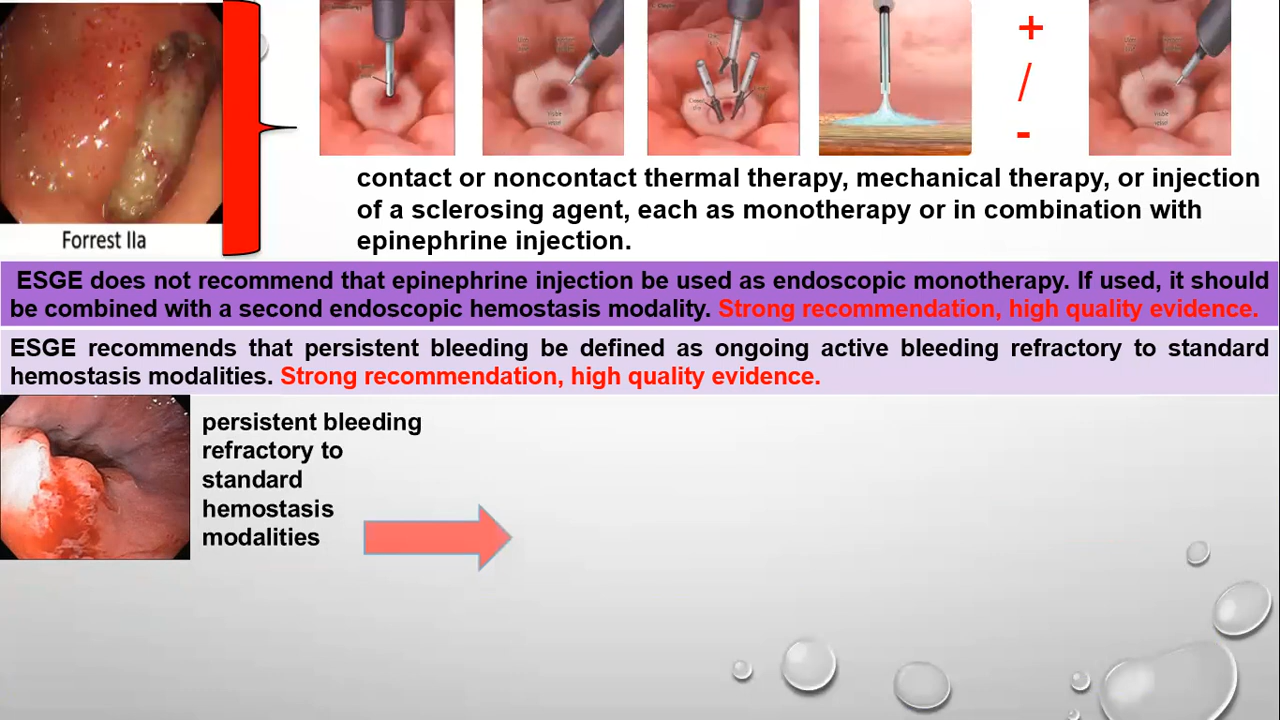 +
/
-
contact or noncontact thermal therapy, mechanical therapy, or injection
of a sclerosing agent, each as monotherapy or in combination with
epinephrine injection.
Forrest IIa
ESGE does not recommend that epinephrine injection be used as endoscopic monotherapy. If used, it should
be combined with a second endoscopic hemostasis modality. Strong recommendation, high quality evidence.
ESGE recommends that persistent bleeding be defined as ongoing active bleeding refractory to standard
hemostasis modalities. Strong recommendation, high quality evidence.
persistent bleeding
refractory to
standard
hemostasis
modalities